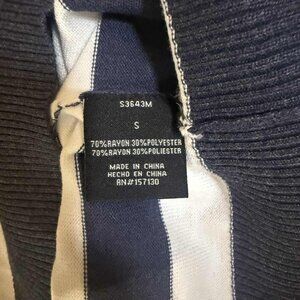 S3643M
S
70%RAYON 30%POLYESTER
70%RAYON 30%POLIESTER
MADE IN CHINA
HECHO EN CHINA
RN#157130